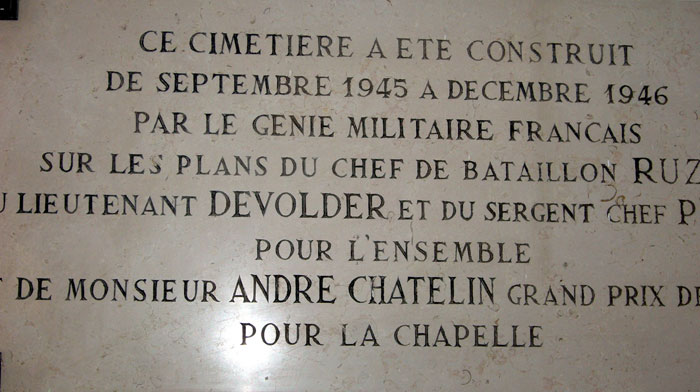 CE CIMETIERE A ETE CONSTRUIT
DE SEPTEMBRE 1945 A DECEMBRE 1946
PAR LE GENIE MILITAIRE FRANCAIS
SUR LES PLANS DU CHEF DE BATAILLON RUZ
U LIEUTENANT DEVOLDER ET DU SERGENT CHEF P
POUR L'ENSEMBLE
T DE MONSIEUR ANDRE CHATELIN GRAND PRIX DE
POUR LA CHAPELLE